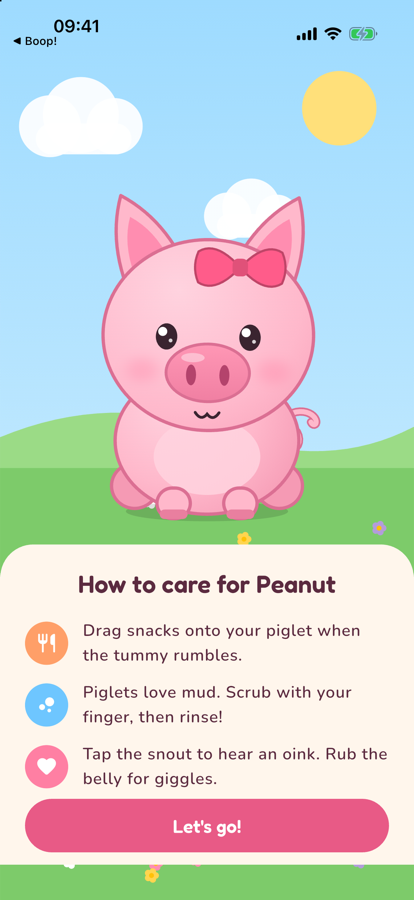 09:41
◀ Boop!
How to care for Peanut
Drag snacks onto your piglet when
the tummy rumbles.
Piglets love mud. Scrub with your
finger, then rinse!
Tap the snout to hear an oink. Rub the
belly for giggles.
Let's go!